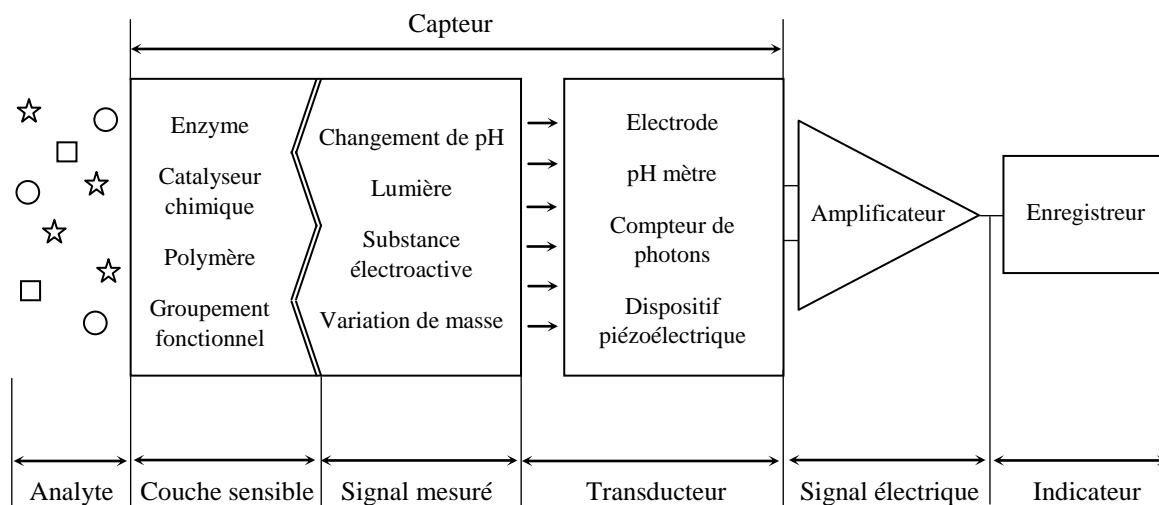 Capteur
Enzyme
Catalyseur
chimique
Polymère
Groupement
fonctionnel
Changement de pH
Lumière
Substance
électroactive
Variation de masse
Electrode
pH mètre
Compteur de
photons
Dispositif
piézoélectrique
Amplificateur
Enregistreur
Analyte
Couche sensible
Signal mesuré
Transducteur
Signal électrique
Indicateur